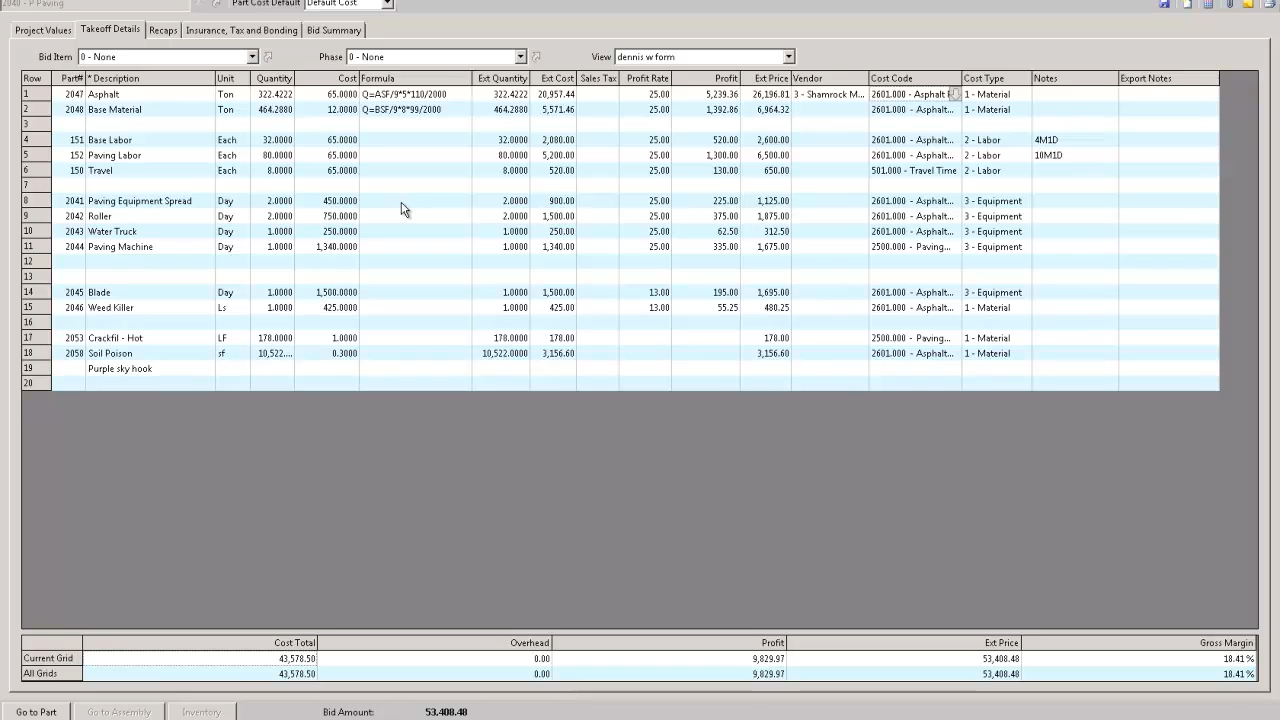 2040 - P Paving Part Cost Default Default Cost
Project Values Takeoff Details Recaps Insurance, Tax and Bonding Bid Summary
Bid Item 0 - None Phase 0 - None View dennis w form
Row Part# * Description Unit Quantity Cost Formula Ext Quantity Ext Cost Sales Tax Profit Rate Profit Ext Price Vendor Cost Code Cost Type Notes Export Notes
1 2047 Asphalt Ton 322.4222 65.0000 Q=ASF/9*5*110/2000 322.4222 20,957.44 25.00 5,239.36 26,196.81 3 - Shamrock M... 2601.000 - Asphalt 1 - Material
2 2048 Base Material Ton 464.2880 12.0000 Q=BSF/9*8*99/2000 464.2880 5,571.46 25.00 1,392.86 6,964.32 2601.000 - Asphalt... 1 - Material
3
4 151 Base Labor Each 32.0000 65.0000 32.0000 2,080.00 25.00 520.00 2,600.00 2601.000 - Asphalt... 2 - Labor 4M1D
5 152 Paving Labor Each 80.0000 65.0000 80.0000 5,200.00 25.00 1,300.00 6,500.00 2601.000 - Asphalt... 2 - Labor 10M1D
6 150 Travel Each 8.0000 65.0000 8.0000 520.00 25.00 130.00 650.00 501.000 - Travel Time 2 - Labor
7
8 2041 Paving Equipment Spread Day 2.0000 450.0000 2.0000 900.00 25.00 225.00 1,125.00 2601.000 - Asphalt... 3 - Equipment
9 2042 Roller Day 2.0000 750.0000 2.0000 1,500.00 25.00 375.00 1,875.00 2601.000 - Asphalt... 3 - Equipment
10 2043 Water Truck Day 1.0000 250.0000 1.0000 250.00 25.00 62.50 312.50 2601.000 - Asphalt... 3 - Equipment
11 2044 Paving Machine Day 1.0000 1,340.0000 1.0000 1,340.00 25.00 335.00 1,675.00 2500.000 - Paving... 3 - Equipment
12
13
14 2045 Blade Day 1.0000 1,500.0000 1.0000 1,500.00 13.00 195.00 1,695.00 2601.000 - Asphalt... 3 - Equipment
15 2046 Weed Killer Ls 1.0000 425.0000 1.0000 425.00 13.00 55.25 480.25 2601.000 - Asphalt... 1 - Material
16
17 2053 Crackfil - Hot LF 178.0000 1.0000 178.0000 178.00 178.00 2500.000 - Paving... 1 - Material
18 2058 Soil Poison sf 10,522.... 0.3000 10,522.0000 3,156.60 3,156.60 2601.000 - Asphalt... 1 - Material
19 Purple sky hook
20
Cost Total Overhead Profit Ext Price Gross Margin
Current Grid 43,578.50 0.00 9,829.97 53,408.48 18.41 %
All Grids 43,578.50 0.00 9,829.97 53,408.48 18.41 %
Go to Part Go to Assembly Inventory Bid Amount: 53,408.48